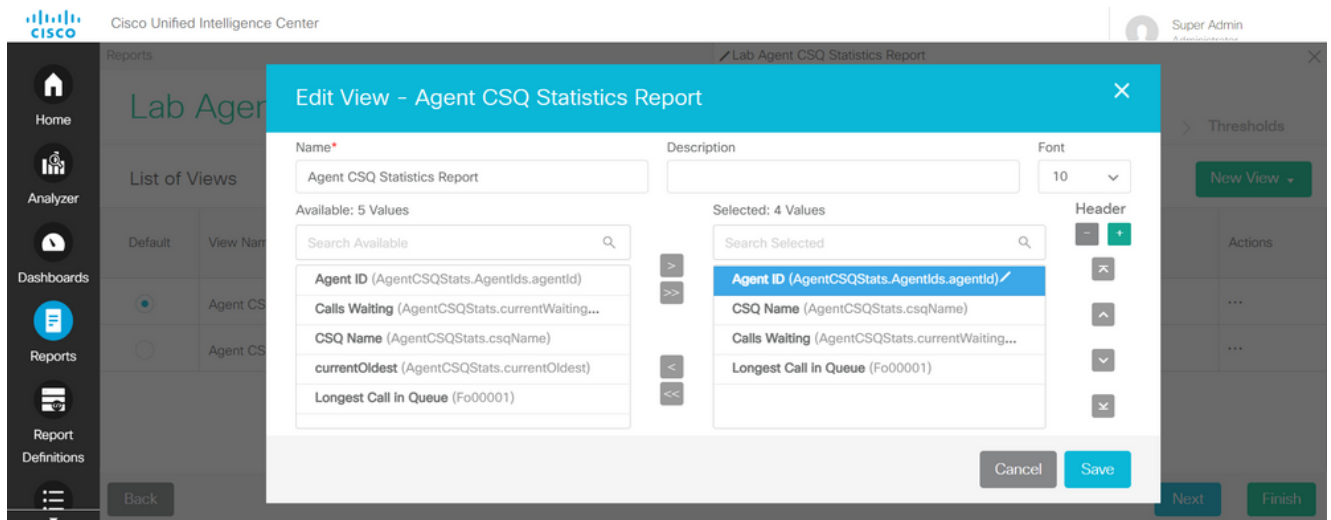 CISCO
Cisco Unified Intelligence Center
Super Admin
Administrator
Reports
Lab Agent CSQ Statistics Report
Home
Analyzer
Dashboards
Reports
Report
Definitions
Lab Agen
Thresholds
List of Views
New View
Default
View Nam
Actions
Agent CS
...
Agent CS
...
Back
Next
Finish
Edit View - Agent CSQ Statistics Report
Name*
Description
Font
Agent CSQ Statistics Report
10
Available: 5 Values
Selected: 4 Values
Header
Search Available
Search Selected
- +
Agent ID (AgentCSQStats.AgentIds.agentId)
Calls Waiting (AgentCSQStats.currentWaiting...
CSQ Name (AgentCSQStats.csqName)
currentOldest (AgentCSQStats.currentOldest)
Longest Call in Queue (Fo00001)
>
>>
<
<<
Agent ID (AgentCSQStats.AgentIds.agentId)
CSQ Name (AgentCSQStats.csqName)
Calls Waiting (AgentCSQStats.currentWaiting...
Longest Call in Queue (Fo00001)
Cancel
Save